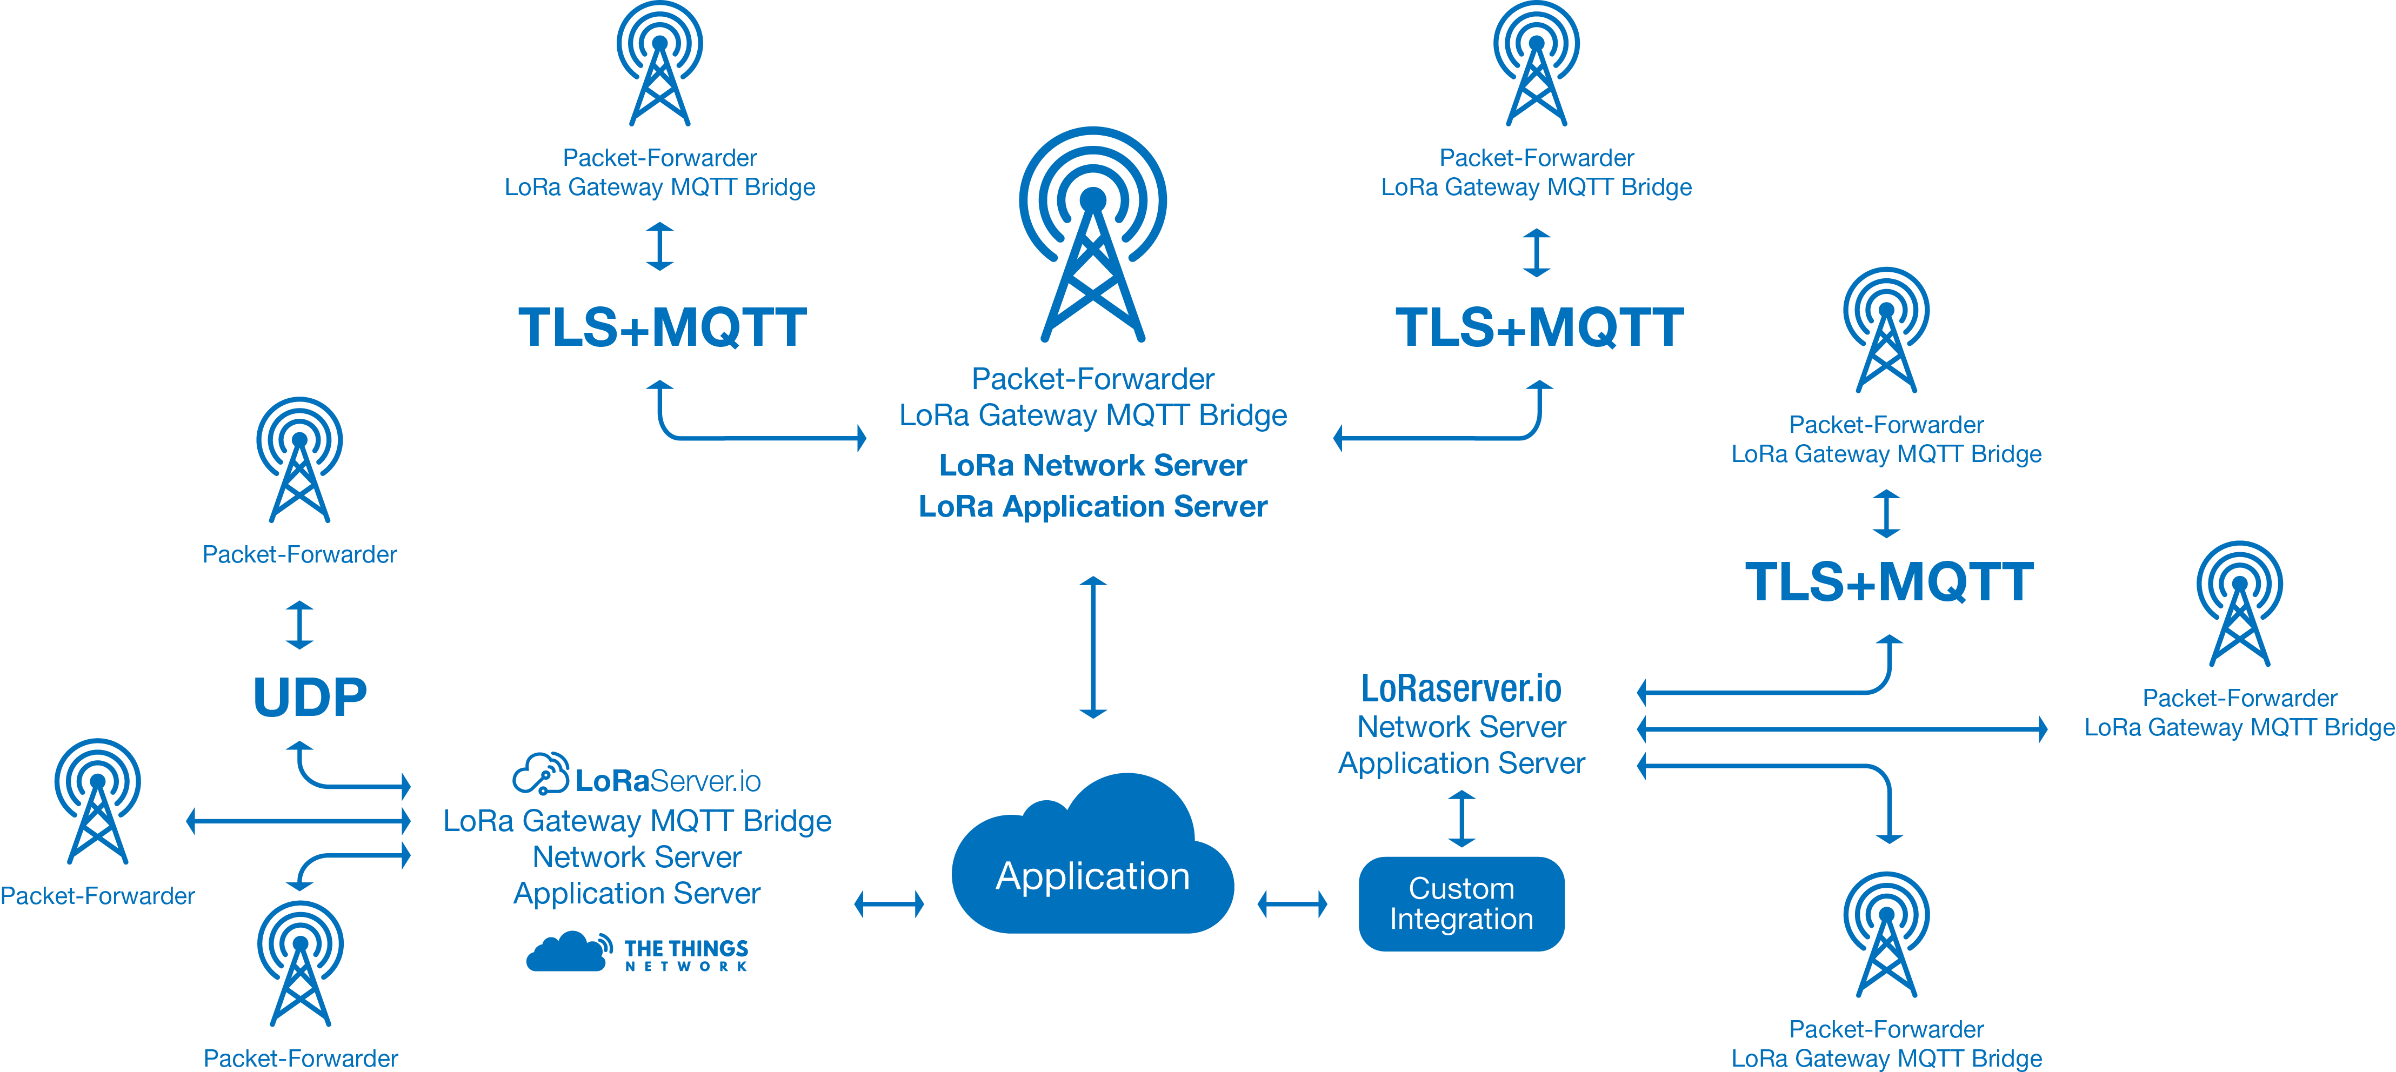 Packet-Forwarder
LoRa Gateway MQTT Bridge
TLS+MQTT
Packet-Forwarder
LoRa Gateway MQTT Bridge
LoRa Network Server
LoRa Application Server
Packet-Forwarder
LoRa Gateway MQTT Bridge
TLS+MQTT
Packet-Forwarder
LoRa Gateway MQTT Bridge
TLS+MQTT
Packet-Forwarder
LoRa Gateway MQTT Bridge
Packet-Forwarder
UDP
Packet-Forwarder
Packet-Forwarder
LoRaServer.io
LoRa Gateway MQTT Bridge
Network Server
Application Server
THE THINGS
NETWORK
Application
LoRaserver.io
Network Server
Application Server
Custom
Integration
Packet-Forwarder
LoRa Gateway MQTT Bridge